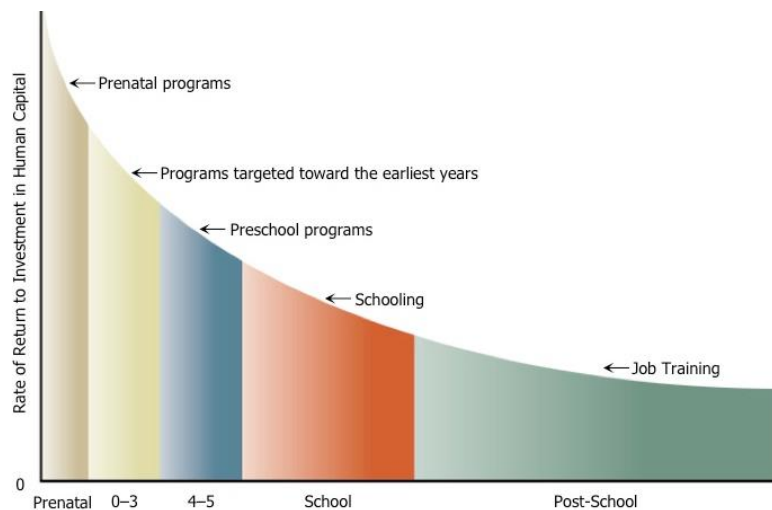 Rate of Return to Investment in Human Capital
Prenatal programs
Programs targeted toward the earliest years
Preschool programs
Schooling
Job Training
0
Prenatal
0–3
4–5
School
Post-School